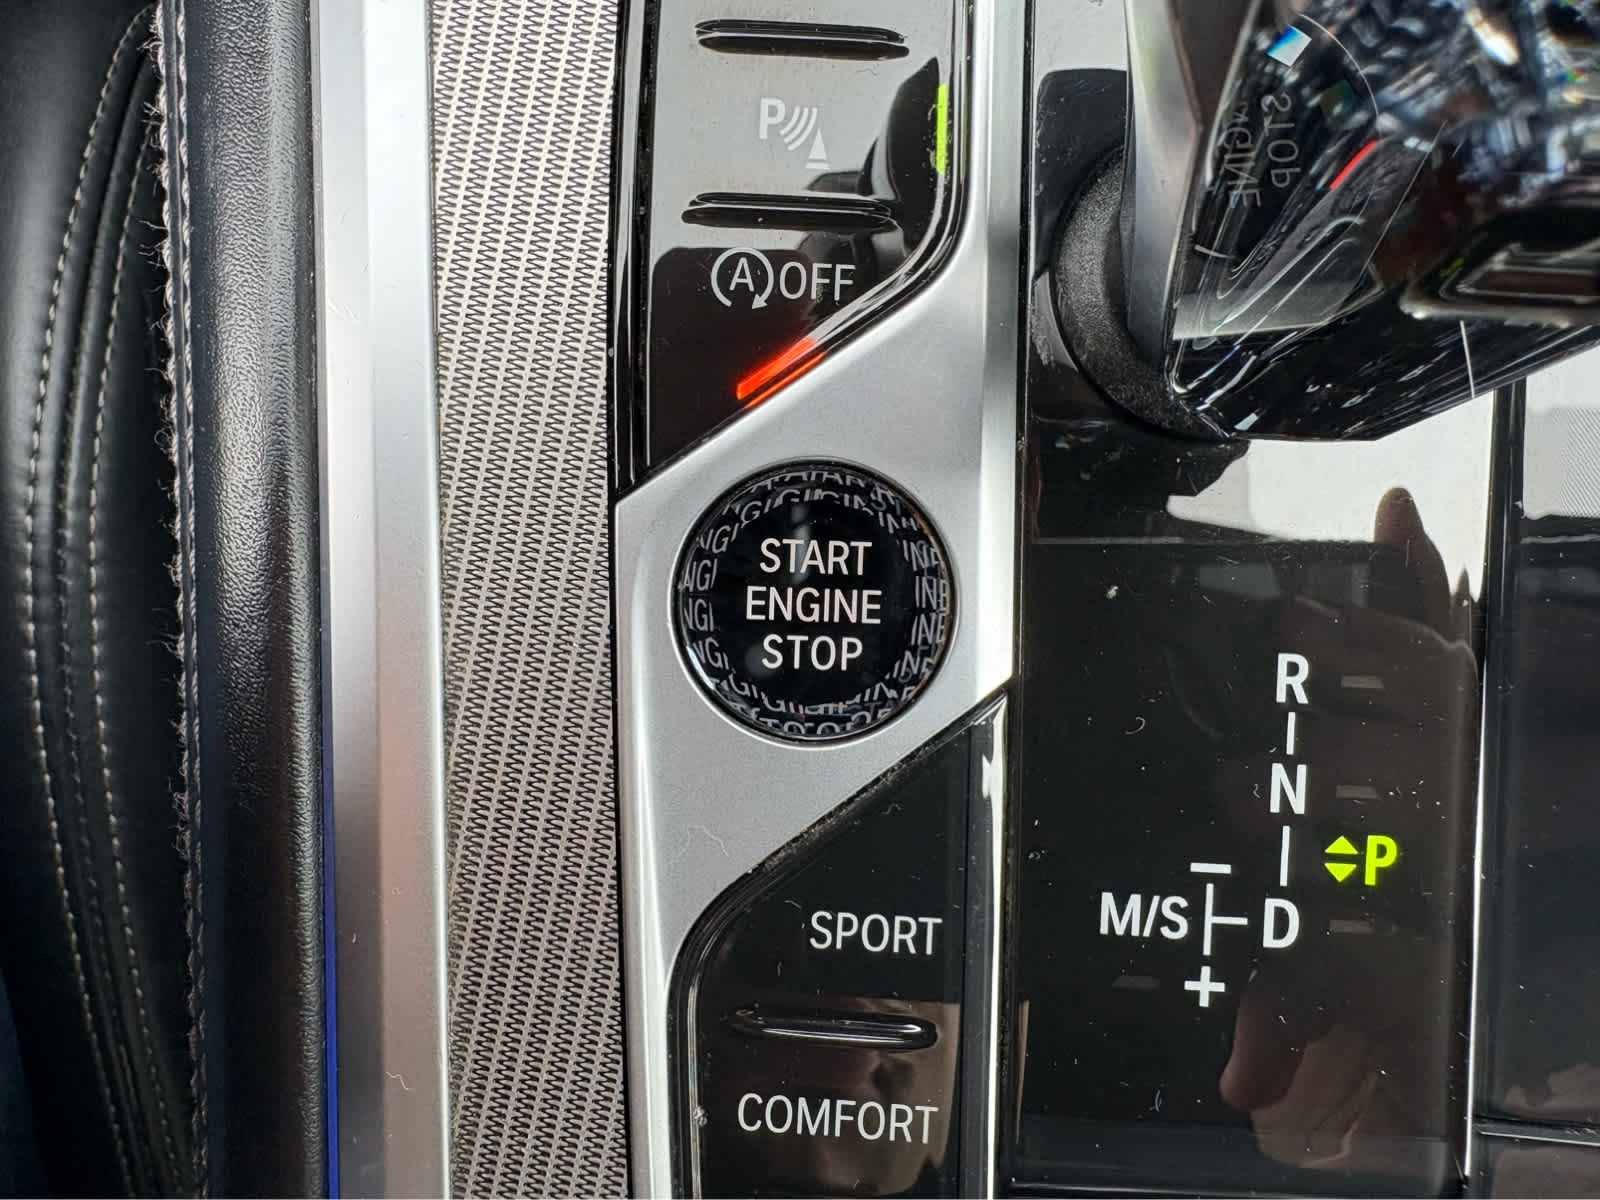 P
A OFF
START
ENGINE
STOP
SPORT
COMFORT
R
N
P
M/S D
−
+